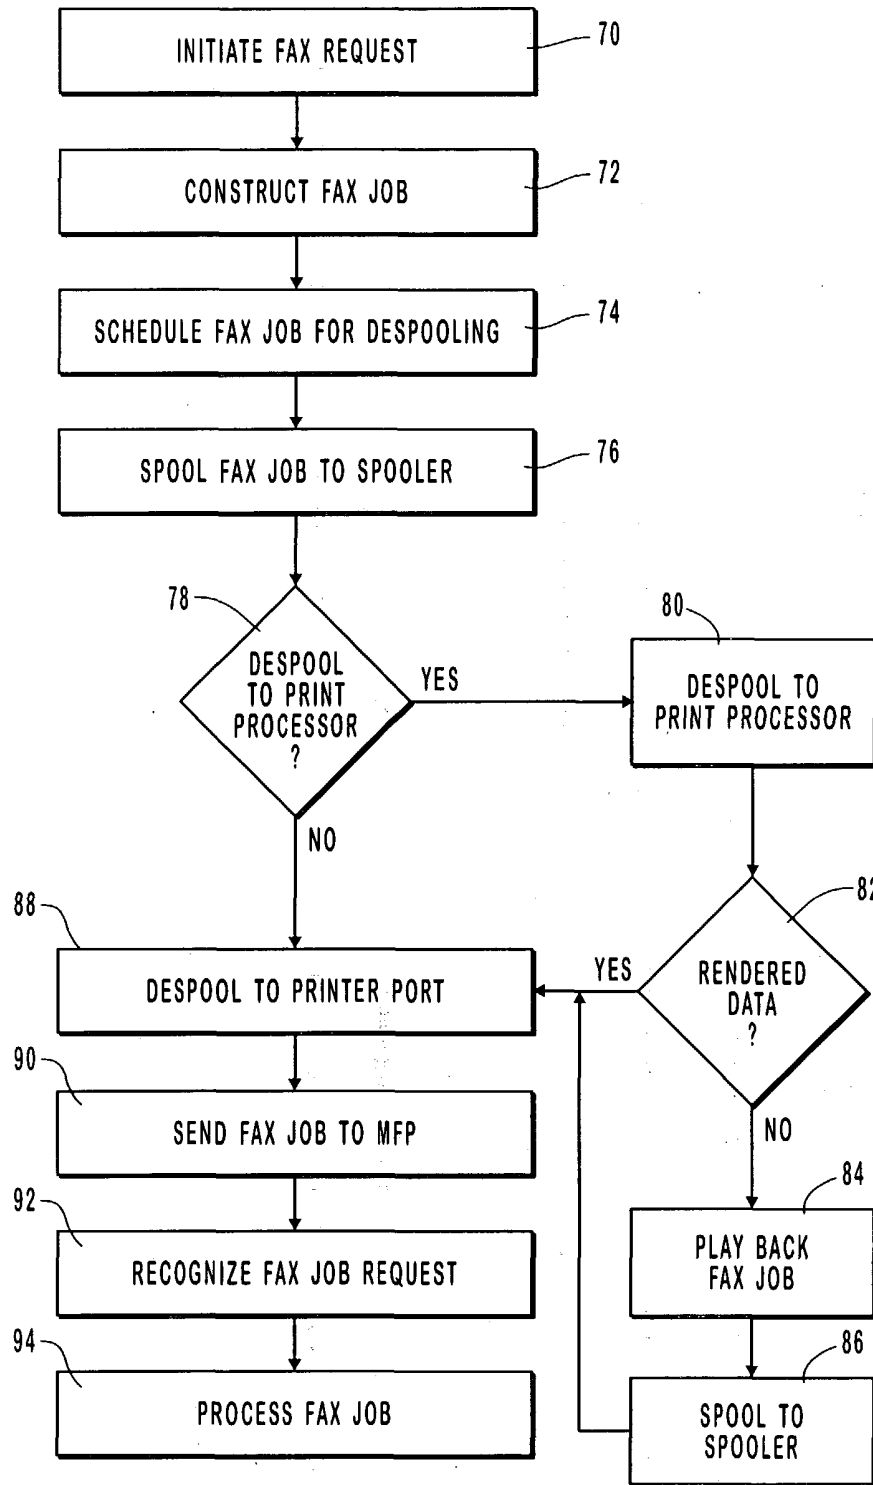 INITIATE FAX REQUEST
70
CONSTRUCT FAX JOB
72
SCHEDULE FAX JOB FOR DESPOOLING
74
SPOOL FAX JOB TO SPOOLER
76
78
DESPOOL
TO PRINT
PROCESSOR
?
YES
NO
80
DESPOOL TO
PRINT PROCESSOR
82
RENDERED
DATA
?
YES
NO
84
PLAY BACK
FAX JOB
86
SPOOL TO
SPOOLER
88
DESPOOL TO PRINTER PORT
90
SEND FAX JOB TO MFP
92
RECOGNIZE FAX JOB REQUEST
94
PROCESS FAX JOB